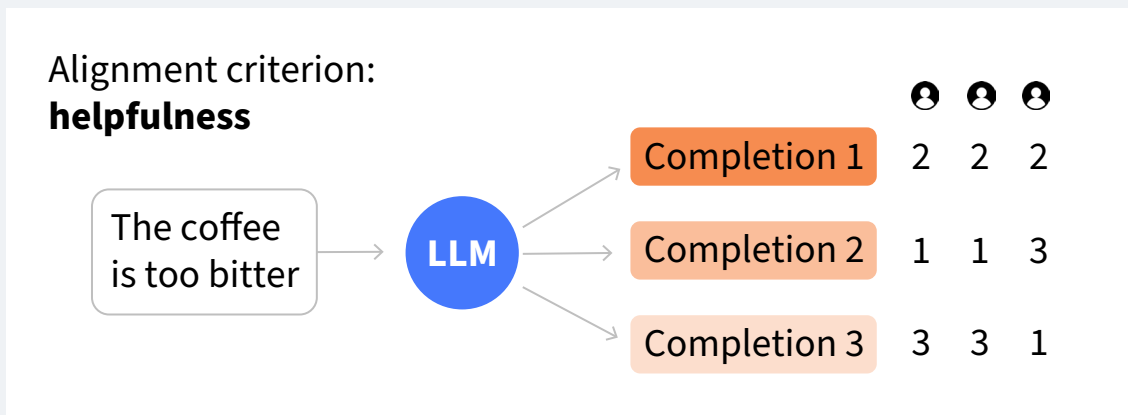 Alignment criterion:
helpfulness
The coffee
is too bitter
LLM
Completion 1 2 2 2
Completion 2 1 1 3
Completion 3 3 3 1